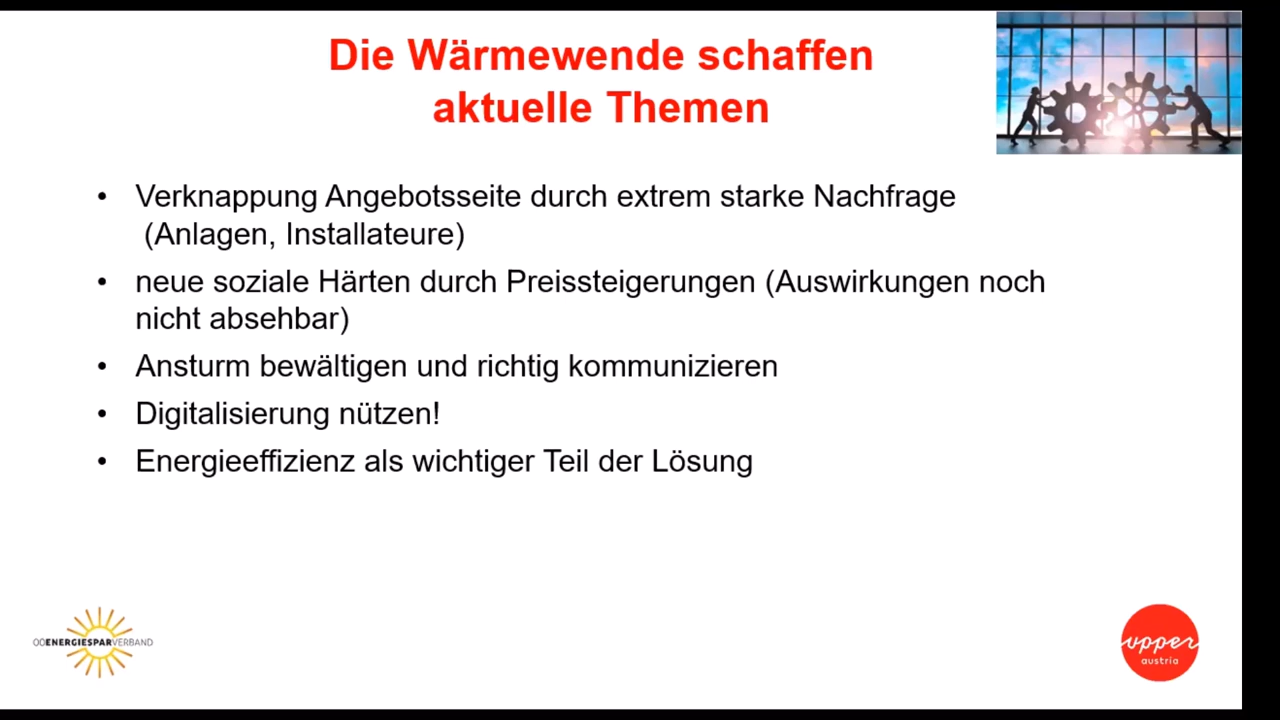 Die Wärmewende schaffen
aktuelle Themen
• Verknappung Angebotsseite durch extrem starke Nachfrage
(Anlagen, Installateure)
• neue soziale Härten durch Preissteigerungen (Auswirkungen noch
nicht absehbar)
• Ansturm bewältigen und richtig kommunizieren
• Digitalisierung nützen!
• Energieeffizienz als wichtiger Teil der Lösung
OÖENERGIESPARVERBAND
upper
austria